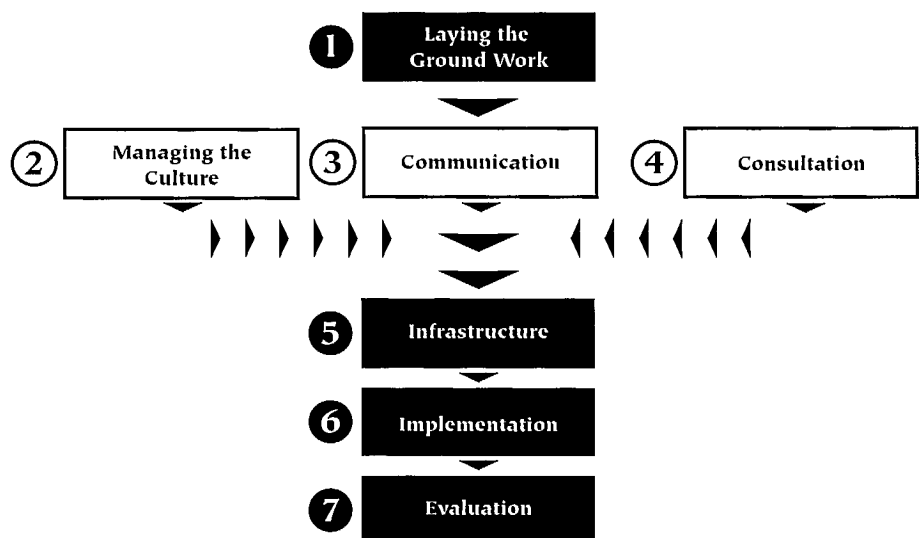 1 Laying the
Ground Work
2 Managing the
Culture
3 Communication
4 Consultation
5 Infrastructure
6 Implementation
7 Evaluation